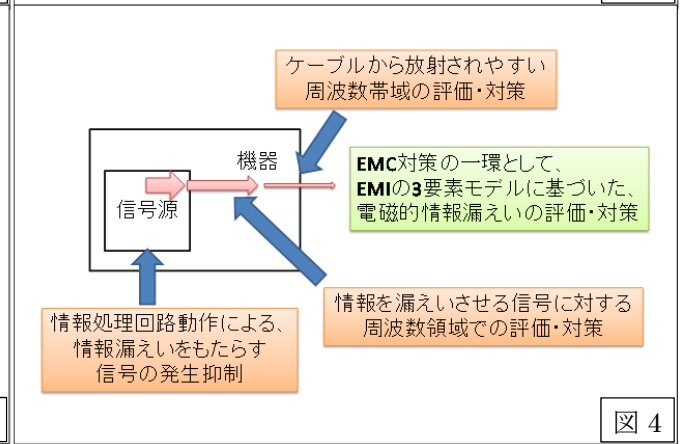 ケーブルから放射されやすい
周波数帯域の評価・対策
機器
信号源
EMC対策の一環として、
EMIの3要素モデルに基づいた、
電磁的情報漏えいの評価・対策
情報処理回路動作による、
情報漏えいをもたらす
信号の発生抑制
情報を漏えいさせる信号に対する
周波数領域での評価・対策
図 4